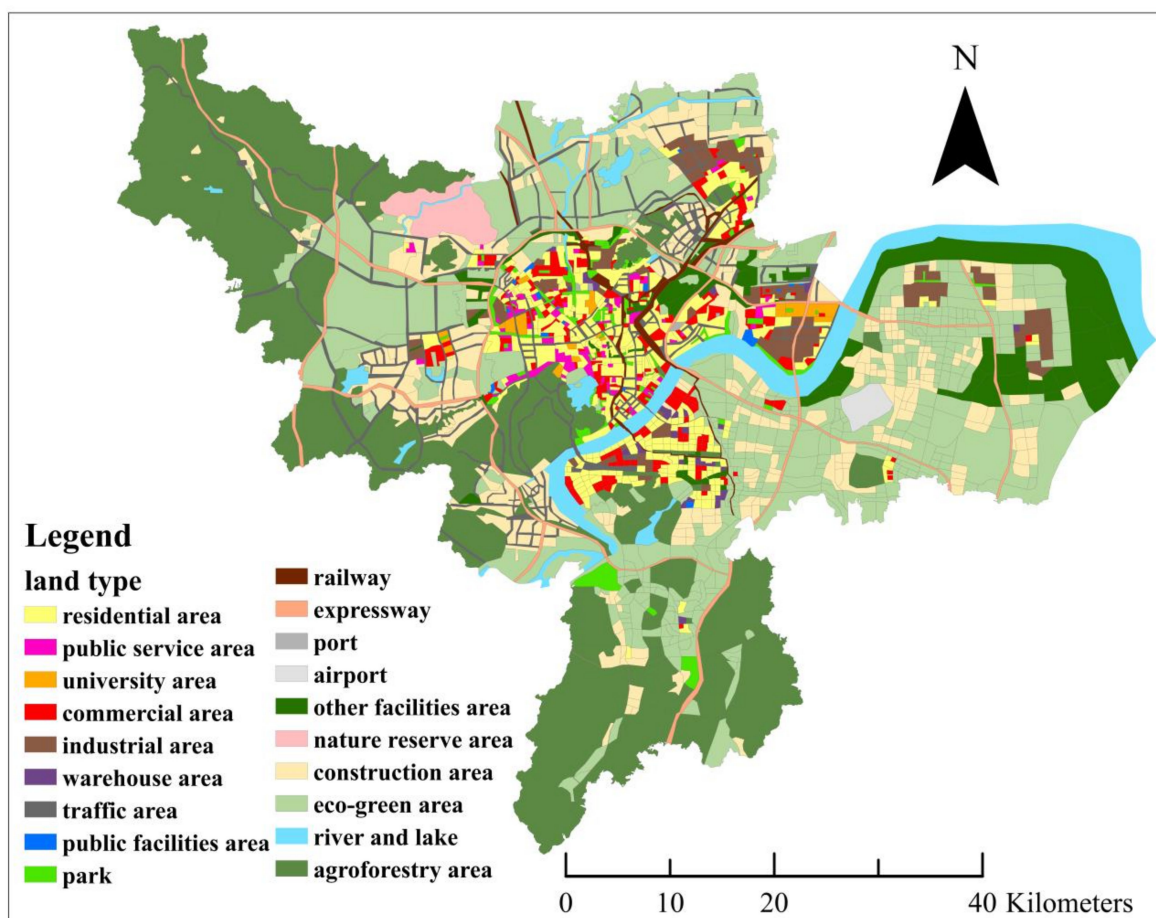 N
Legend
land type
residential area
public service area
university area
commercial area
industrial area
warehouse area
traffic area
public facilities area
park
railway
expressway
port
airport
other facilities area
nature reserve area
construction area
eco-green area
river and lake
agroforestry area
0 10 20 40 Kilometers